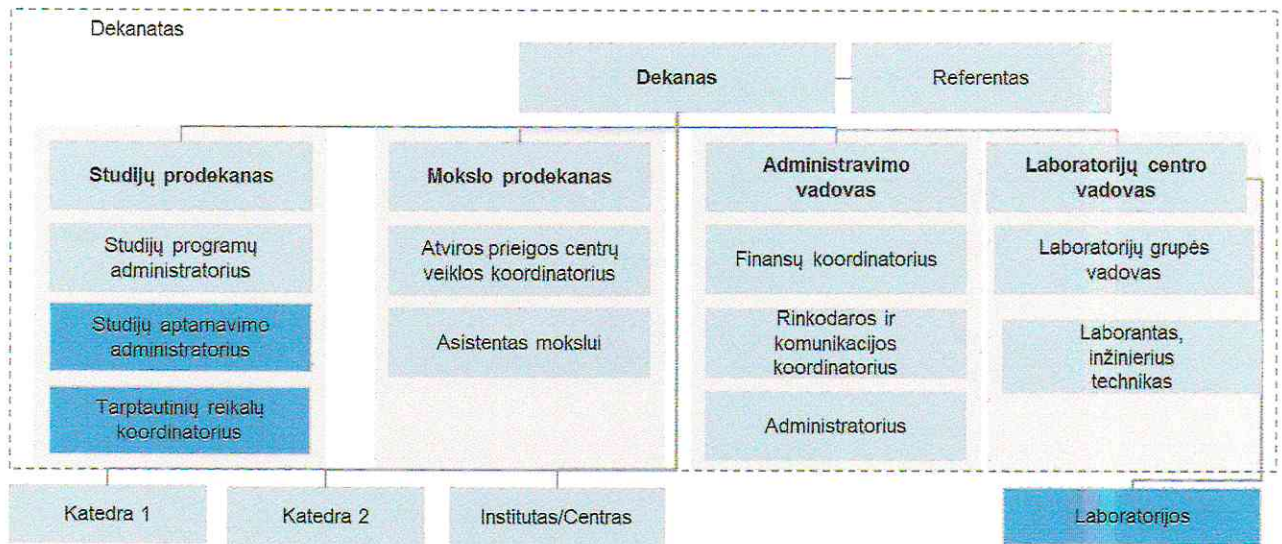 Dekanatas
Dekanas
Referentas
Studijų prodekanas
Studijų programų
administratorius
Studijų aptarnavimo
administratorius
Tarptautinių reikalų
koordinatorius
Mokslo prodekanas
Atviros prieigos centrų
veiklos koordinatorius
Asistentas mokslui
Administravimo
vadovas
Finansų koordinatorius
Rinkodaros ir
komunikacijos
koordinatorius
Administratorius
Laboratorijų centro
vadovas
Laboratorijų grupės
vadovas
Laborantas,
inžinierius
technikas
Katedra 1
Katedra 2
Institutas/Centras
Laboratorijos